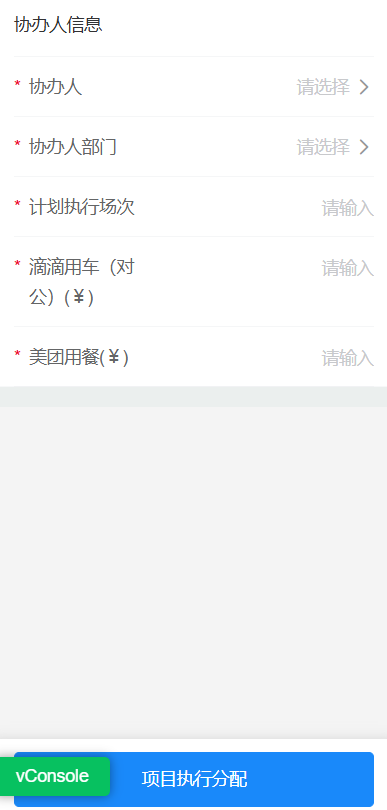 协办人信息
* 协办人 请选择
* 协办人部门 请选择
* 计划执行场次 请输入
* 滴滴用车（对 请输入
公）(￥)
* 美团用餐(￥) 请输入
vConsole 项目执行分配